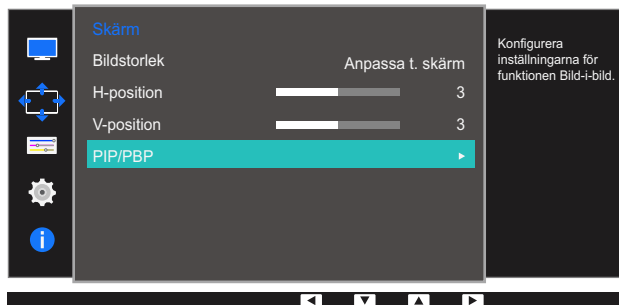 Skärm
Bildstorlek Anpassa t. skärm
H-position 3
V-position 3
PIP/PBP
Konfigurera
inställningarna för
funktionen Bild-i-bild.